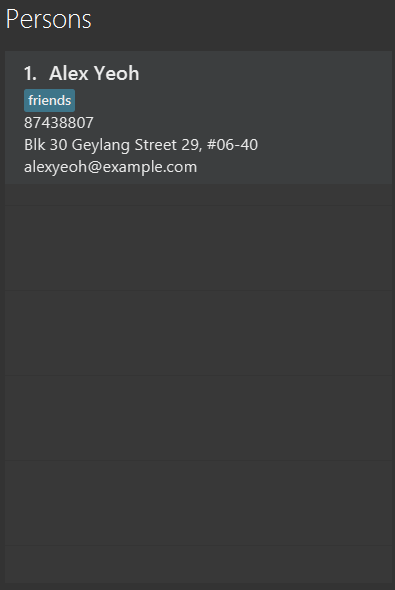 Persons
1. Alex Yeoh
friends
87438807
Blk 30 Geylang Street 29, #06-40
alexyeoh@example.com